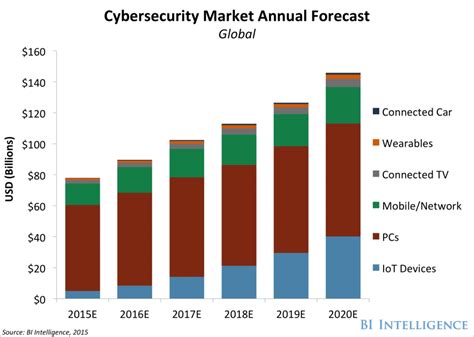 Cybersecurity Market Annual Forecast
Global
$160
$140
$120
$100
$80
$60
$40
$20
$0
USD (Billions)
2015E 2016E 2017E 2018E 2019E 2020E
Connected Car
Wearables
Connected TV
Mobile/Network
PCs
IoT Devices
Source: BI Intelligence, 2015
BI INTELLIGENCE